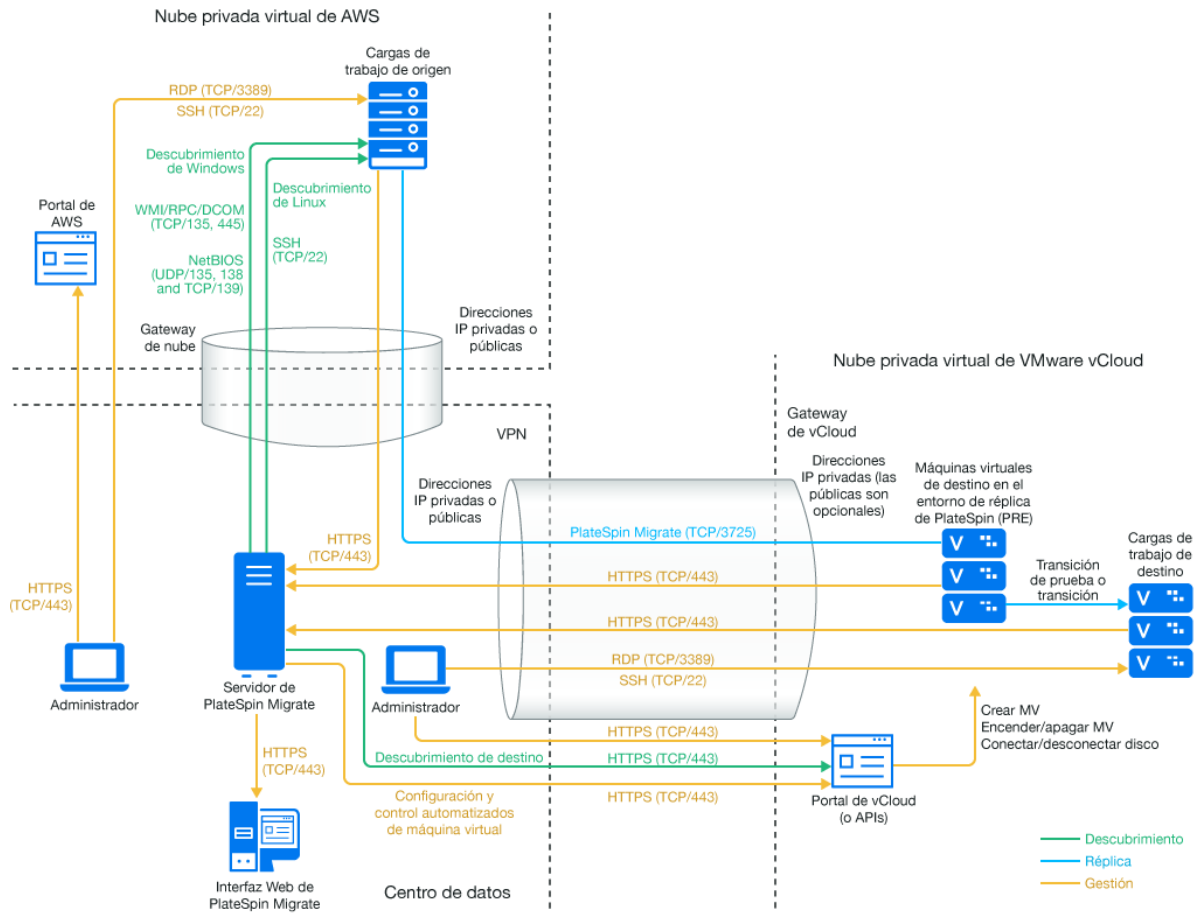 Nube privada virtual de AWS
Cargas de
trabajo de origen
RDP (TCP/3389)
SSH (TCP/22)
Descubrimiento
de Windows
Descubrimiento
de Linux
Portal de
AWS
WMI/RPC/DCOM
(TCP/135, 445)
SSH
(TCP/22)
NetBIOS
(UDP/135, 138
and TCP/139)
Gateway
de nube
Direcciones
IP privadas o
públicas
Nube privada virtual de VMware vCloud
VPN
Gateway
de vCloud
Direcciones
IP privadas o
públicas
Direcciones
IP privadas (las
públicas son
opcionales)
Máquinas virtuales
de destino en el
entorno de réplica
de PlateSpin (PRE)
PlateSpin Migrate (TCP/3725)
Cargas de
trabajo de
destino
HTTPS
(TCP/443)
HTTPS (TCP/443)
Transición
de prueba o
transición
V
V
V
V
V
V
HTTPS
(TCP/443)
HTTPS (TCP/443)
RDP (TCP/3389)
SSH (TCP/22)
Administrador
Servidor de
PlateSpin Migrate
Administrador
Crear MV
Encender/apagar MV
Conectar/desconectar disco
HTTPS (TCP/443)
HTTPS
(TCP/443)
Descubrimiento de destino
HTTPS (TCP/443)
Configuración y
control automatizados
de máquina virtual
HTTPS (TCP/443)
Portal de vCloud
(o APIs)
Interfaz Web de
PlateSpin Migrate
Centro de datos
Descubrimiento
Réplica
Gestión